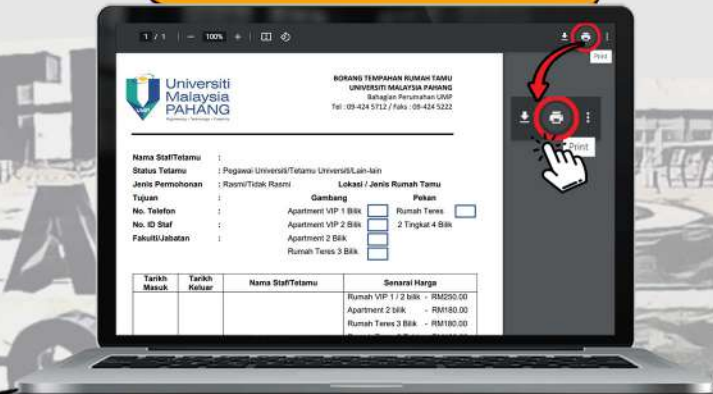 1 / 1 | — 100% +
Print
Universiti
Malaysia
PAHANG
UMP
BORANG TEMPAHAN RUMAH TAMU
UNIVERSITI MALAYSIA PAHANG
Bahagian Perumahan UMP
Tel : 09-424 5712 / Faks : 09-424 5222
Print
Nama Staf/Tetamu :
Status Tetamu : Pegawai Universiti/Tetamu Universiti/Lain-lain
Jenis Permohonan : Rasmi/Tidak Rasmi Lokasi / Jenis Rumah Tamu
Tujuan : Gambang Pekan
No. Telefon : Apartment VIP 1 Bilik Rumah Teres
No. ID Staf : Apartment VIP 2 Bilik 2 Tingkat 4 Bilik
Fakulti/Jabatan : Apartment 2 Bilik
Rumah Teres 3 Bilik
Tarikh Masuk Tarikh Keluar Nama Staf/Tetamu Senarai Harga
Rumah VIP 1 / 2 bilik - RM250.00
Apartment 2 bilik - RM180.00
Rumah Teres 3 Bilik - RM180.00